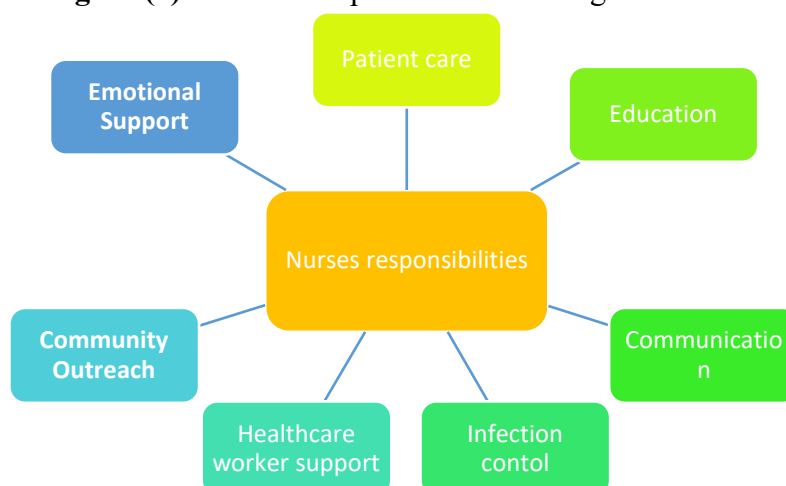 Patient care
Emotional
Support
Education
Nurses responsibilities
Community
Outreach
Communicatio
n
Healthcare
worker support
Infection
contol